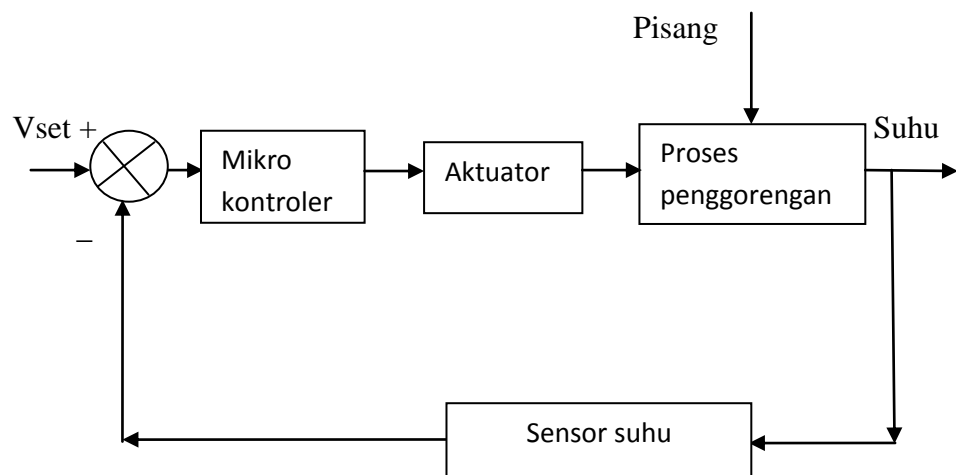 Pisang
Vset +
Mikro
kontroler
Aktuator
Proses
penggorengan
Suhu
–
Sensor suhu